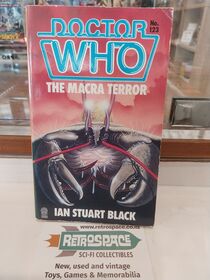 DOCTOR
WHO
No.
123
THE MACRA TERROR
IAN STUART BLACK
www.retrospace.co.nz
RETROSPACE
SCI-FI COLLECTIBLES
New, used and vintage
Toys, Games & Memorabilia